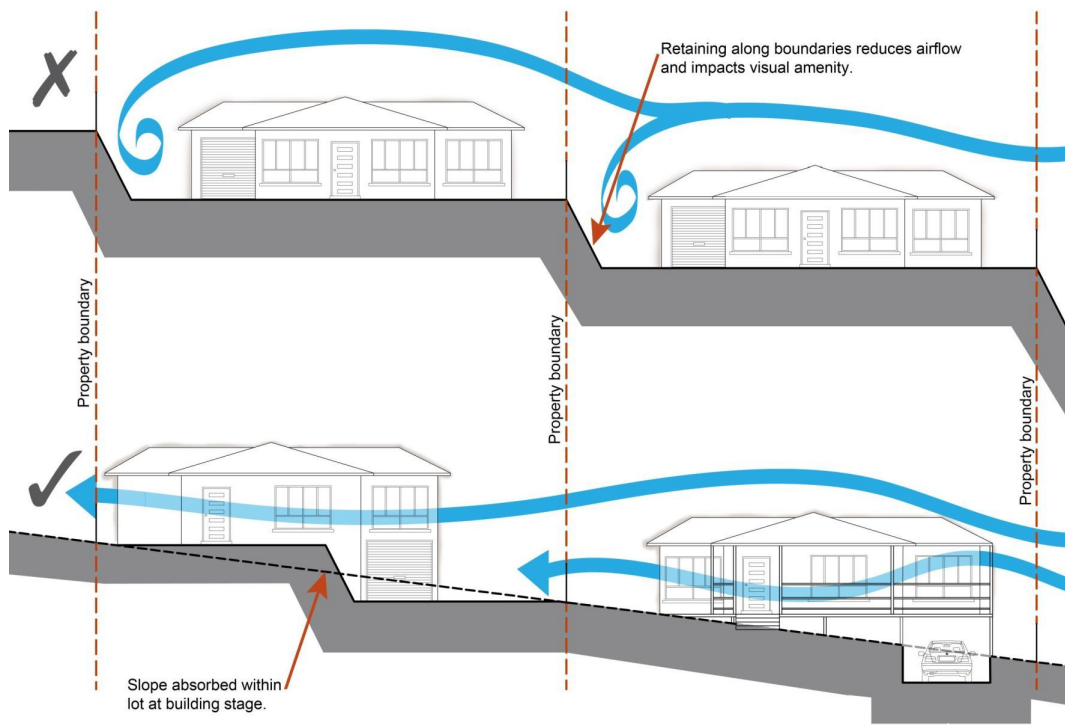 Retaining along boundaries reduces airflow
and impacts visual amenity.
Property boundary
Property boundary
Property boundary
Slope absorbed within
lot at building stage.